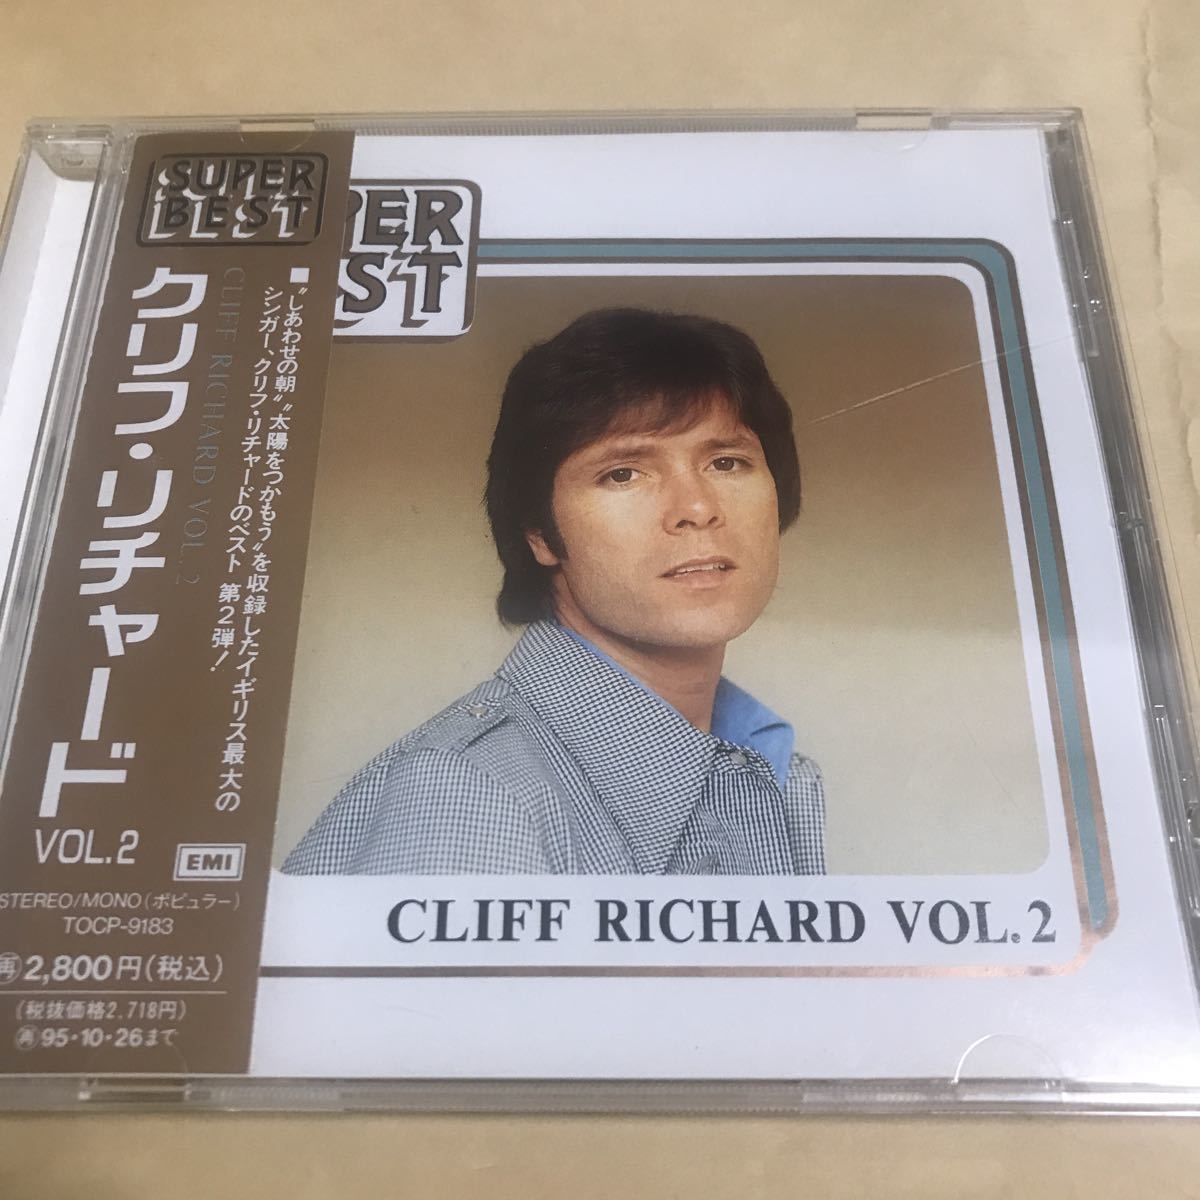 SUPER
BEST
CLIFF RICHARD VOL.2
クリフ・リチャード
VOL.2
■“しあわせの朝”“太陽をつかもう”を収録したイギリス最大の
シンガー、クリフ・リチャードのベスト 第2弾！
EMI
STEREO/MONO(ポピュラー)
TOCP-9183
再2,800円(税込)
(税抜価格2,718円)
再95・10・26まで
PER
ST
CLIFF RICHARD VOL.2